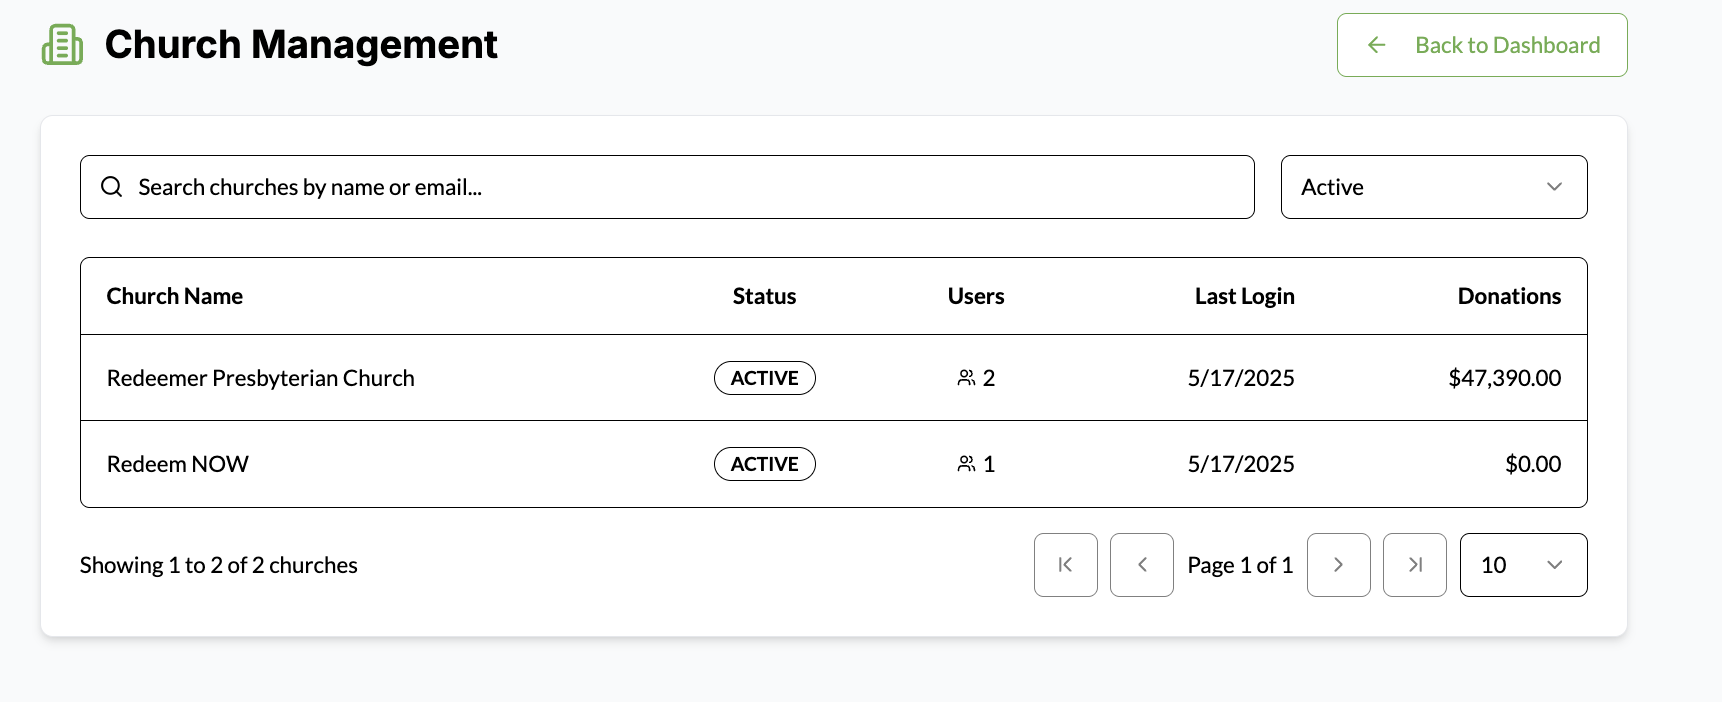 Church Management
Back to Dashboard
Search churches by name or email...
Active
Church Name Status Users Last Login Donations
Redeemer Presbyterian Church ACTIVE 2 5/17/2025 $47,390.00
Redeem NOW ACTIVE 1 5/17/2025 $0.00
Showing 1 to 2 of 2 churches Page 1 of 1 10